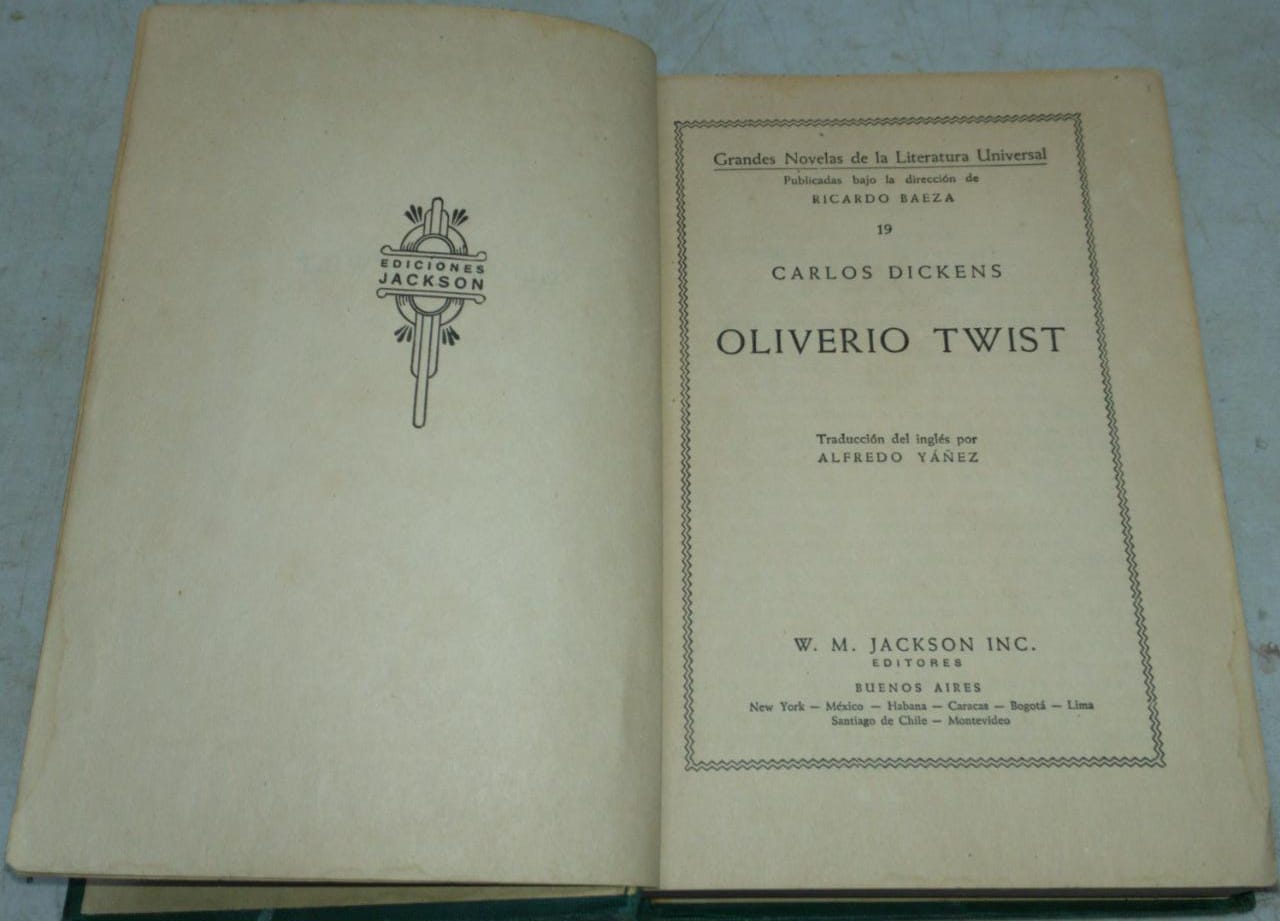 EDICIONES
JACKSON
Grandes Novelas de la Literatura Universal
Publicadas bajo la dirección de
RICARDO BAEZA
19
CARLOS DICKENS
OLIVERIO TWIST
Traducción del inglés por
ALFREDO YÁÑEZ
W. M. JACKSON INC.
EDITORES
BUENOS AIRES
New York — México — Habana — Caracas — Bogotá — Lima
Santiago de Chile — Montevideo